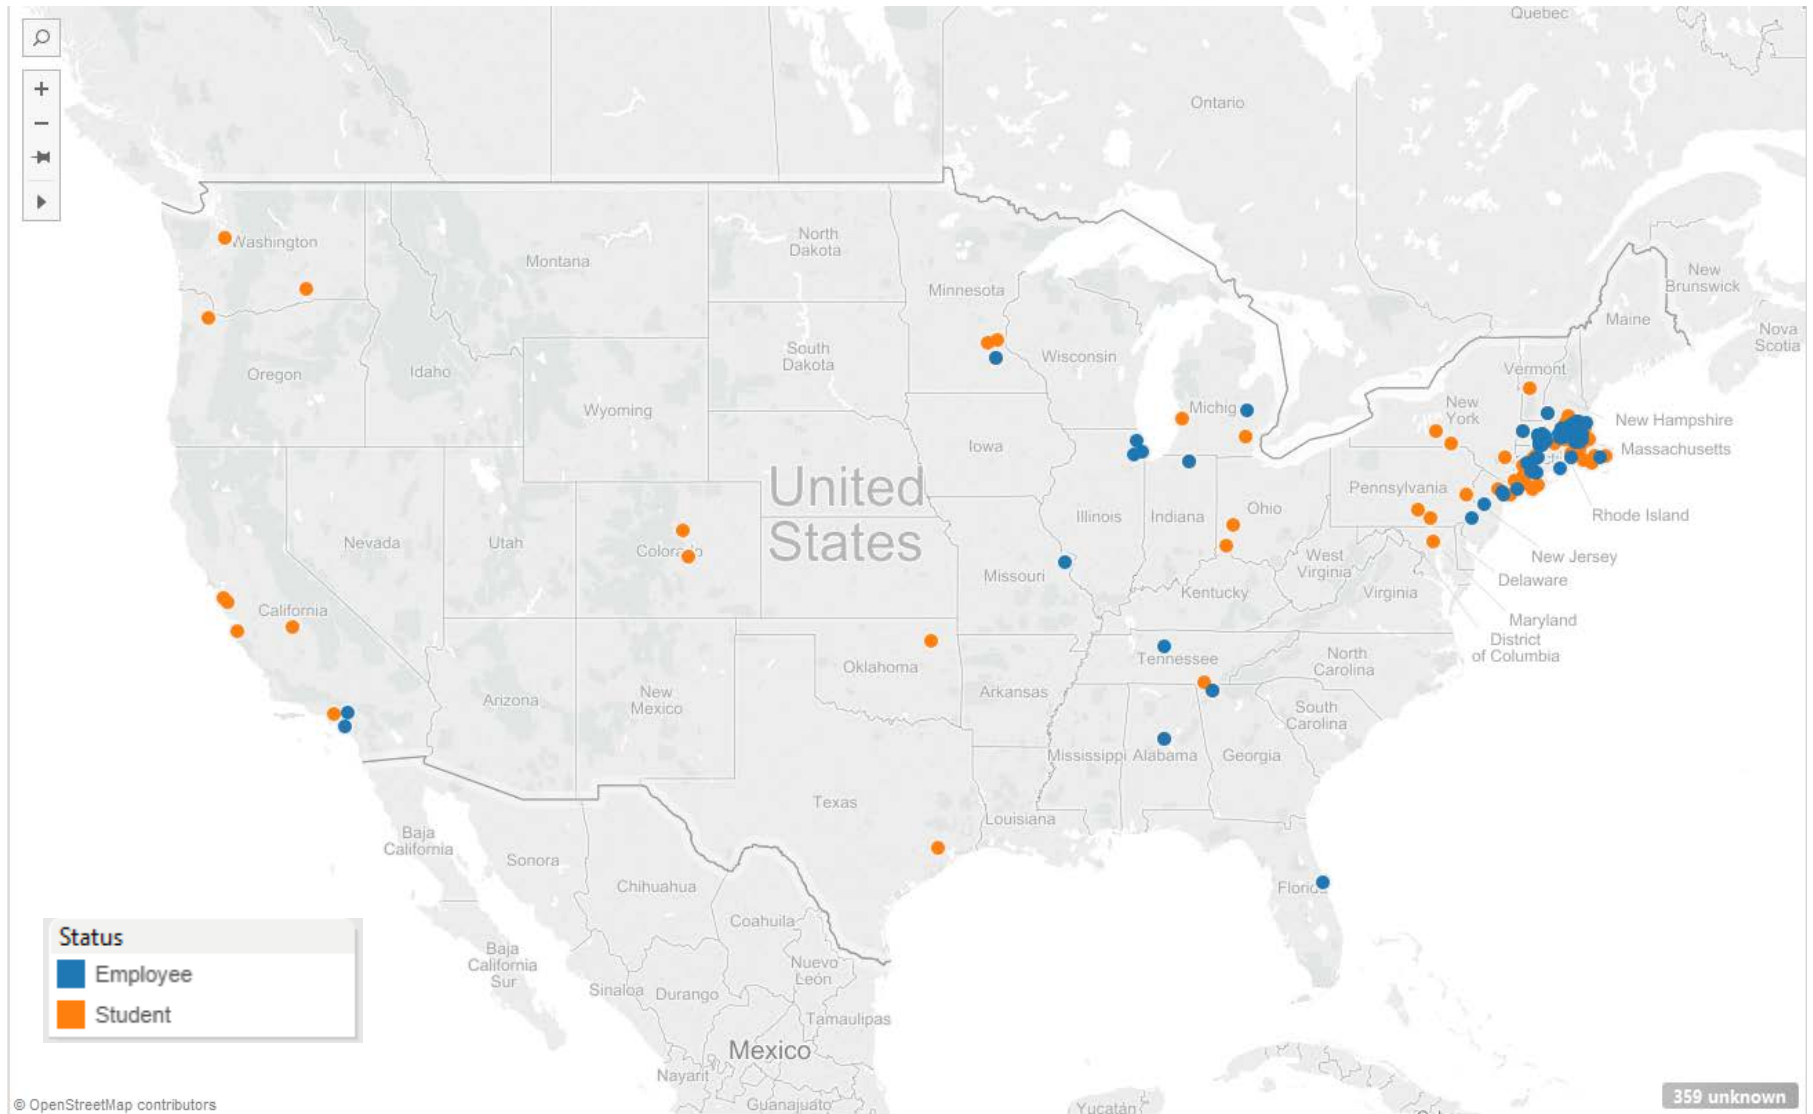 Quebec
Ontario
+
−
Washington
Montana
North
Dakota
Minnesota
New
Brunswick
Maine
Nova
Scotia
Oregon
Idaho
South
Dakota
Wisconsin
Vermont
Wyoming
Michig
New
York
New Hampshire
Iowa
Massachusetts
United
States
Pennsylvania
Nevada
Utah
Colorado
Illinois
Indiana
Ohio
Rhode Island
New Jersey
West
Virginia
Delaware
Missouri
Kentucky
Virginia
California
Maryland
District
of Columbia
Oklahoma
Tennessee
North
Carolina
Arizona
New
Mexico
Arkansas
South
Carolina
Mississippi
Alabama
Georgia
Texas
Louisiana
Baja
California
Sonora
Chihuahua
Florida
Coahuila
Status
Employee
Student
Baja
California
Sur
Nuevo
León
Sinaloa
Durango
Tamaulipas
Mexico
Nayarit
Guanajuato
Yucatán
© OpenStreetMap contributors
359 unknown